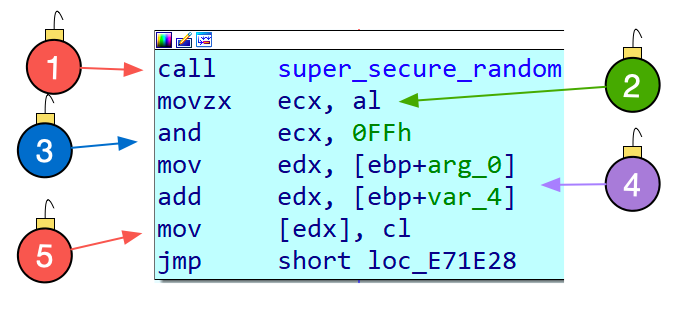 1 call super_secure_random
movzx ecx, al 2
3 and ecx, 0FFh
mov edx, [ebp+arg_0]
4
add edx, [ebp+var_4]
5 mov [edx], cl
jmp short loc_E71E28